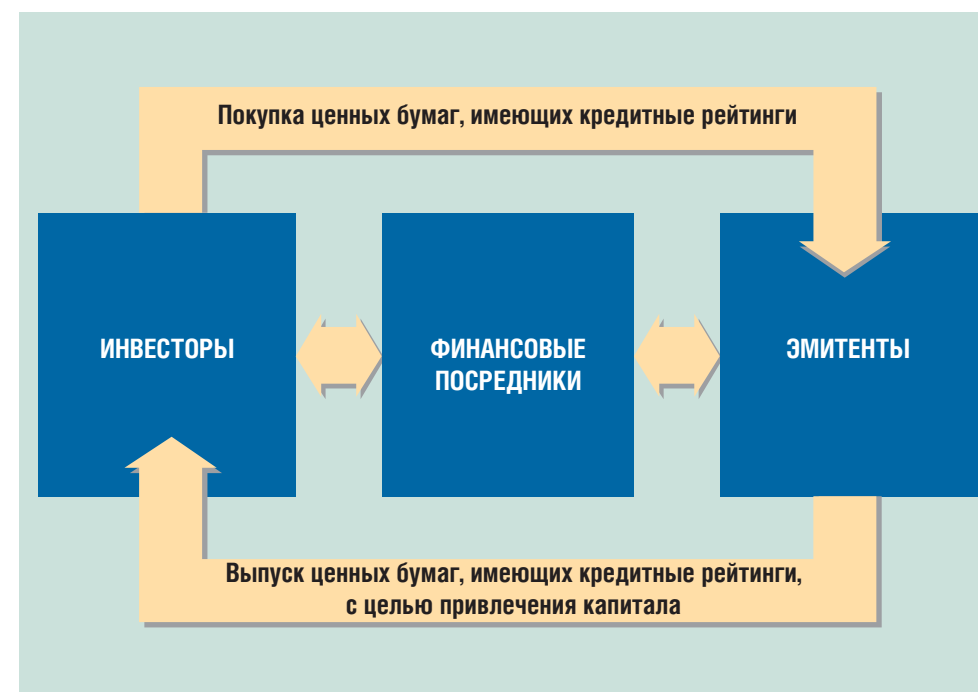 Покупка ценных бумаг, имеющих кредитные рейтинги
ИНВЕСТОРЫ
ФИНАНСОВЫЕ
ПОСРЕДНИКИ
ЭМИТЕНТЫ
Выпуск ценных бумаг, имеющих кредитные рейтинги,
с целью привлечения капитала